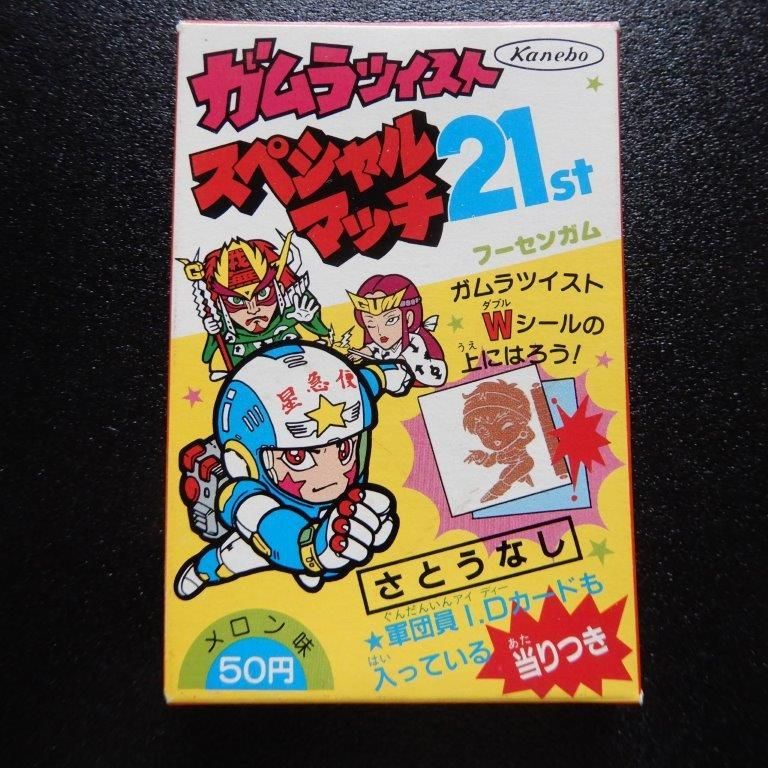 ガムラツイスト
Kanebo
スペシャル
マッチ
21st
フーセンガム
ガムラツイスト
ダブル
Wシールの
うえ
上にはろう!
GUM
星急便
さとうなし
ぐんだんいんアイ ディー
★軍団員I.Dカードも
はい
入っている
あた
当りつき
メロン味
50円